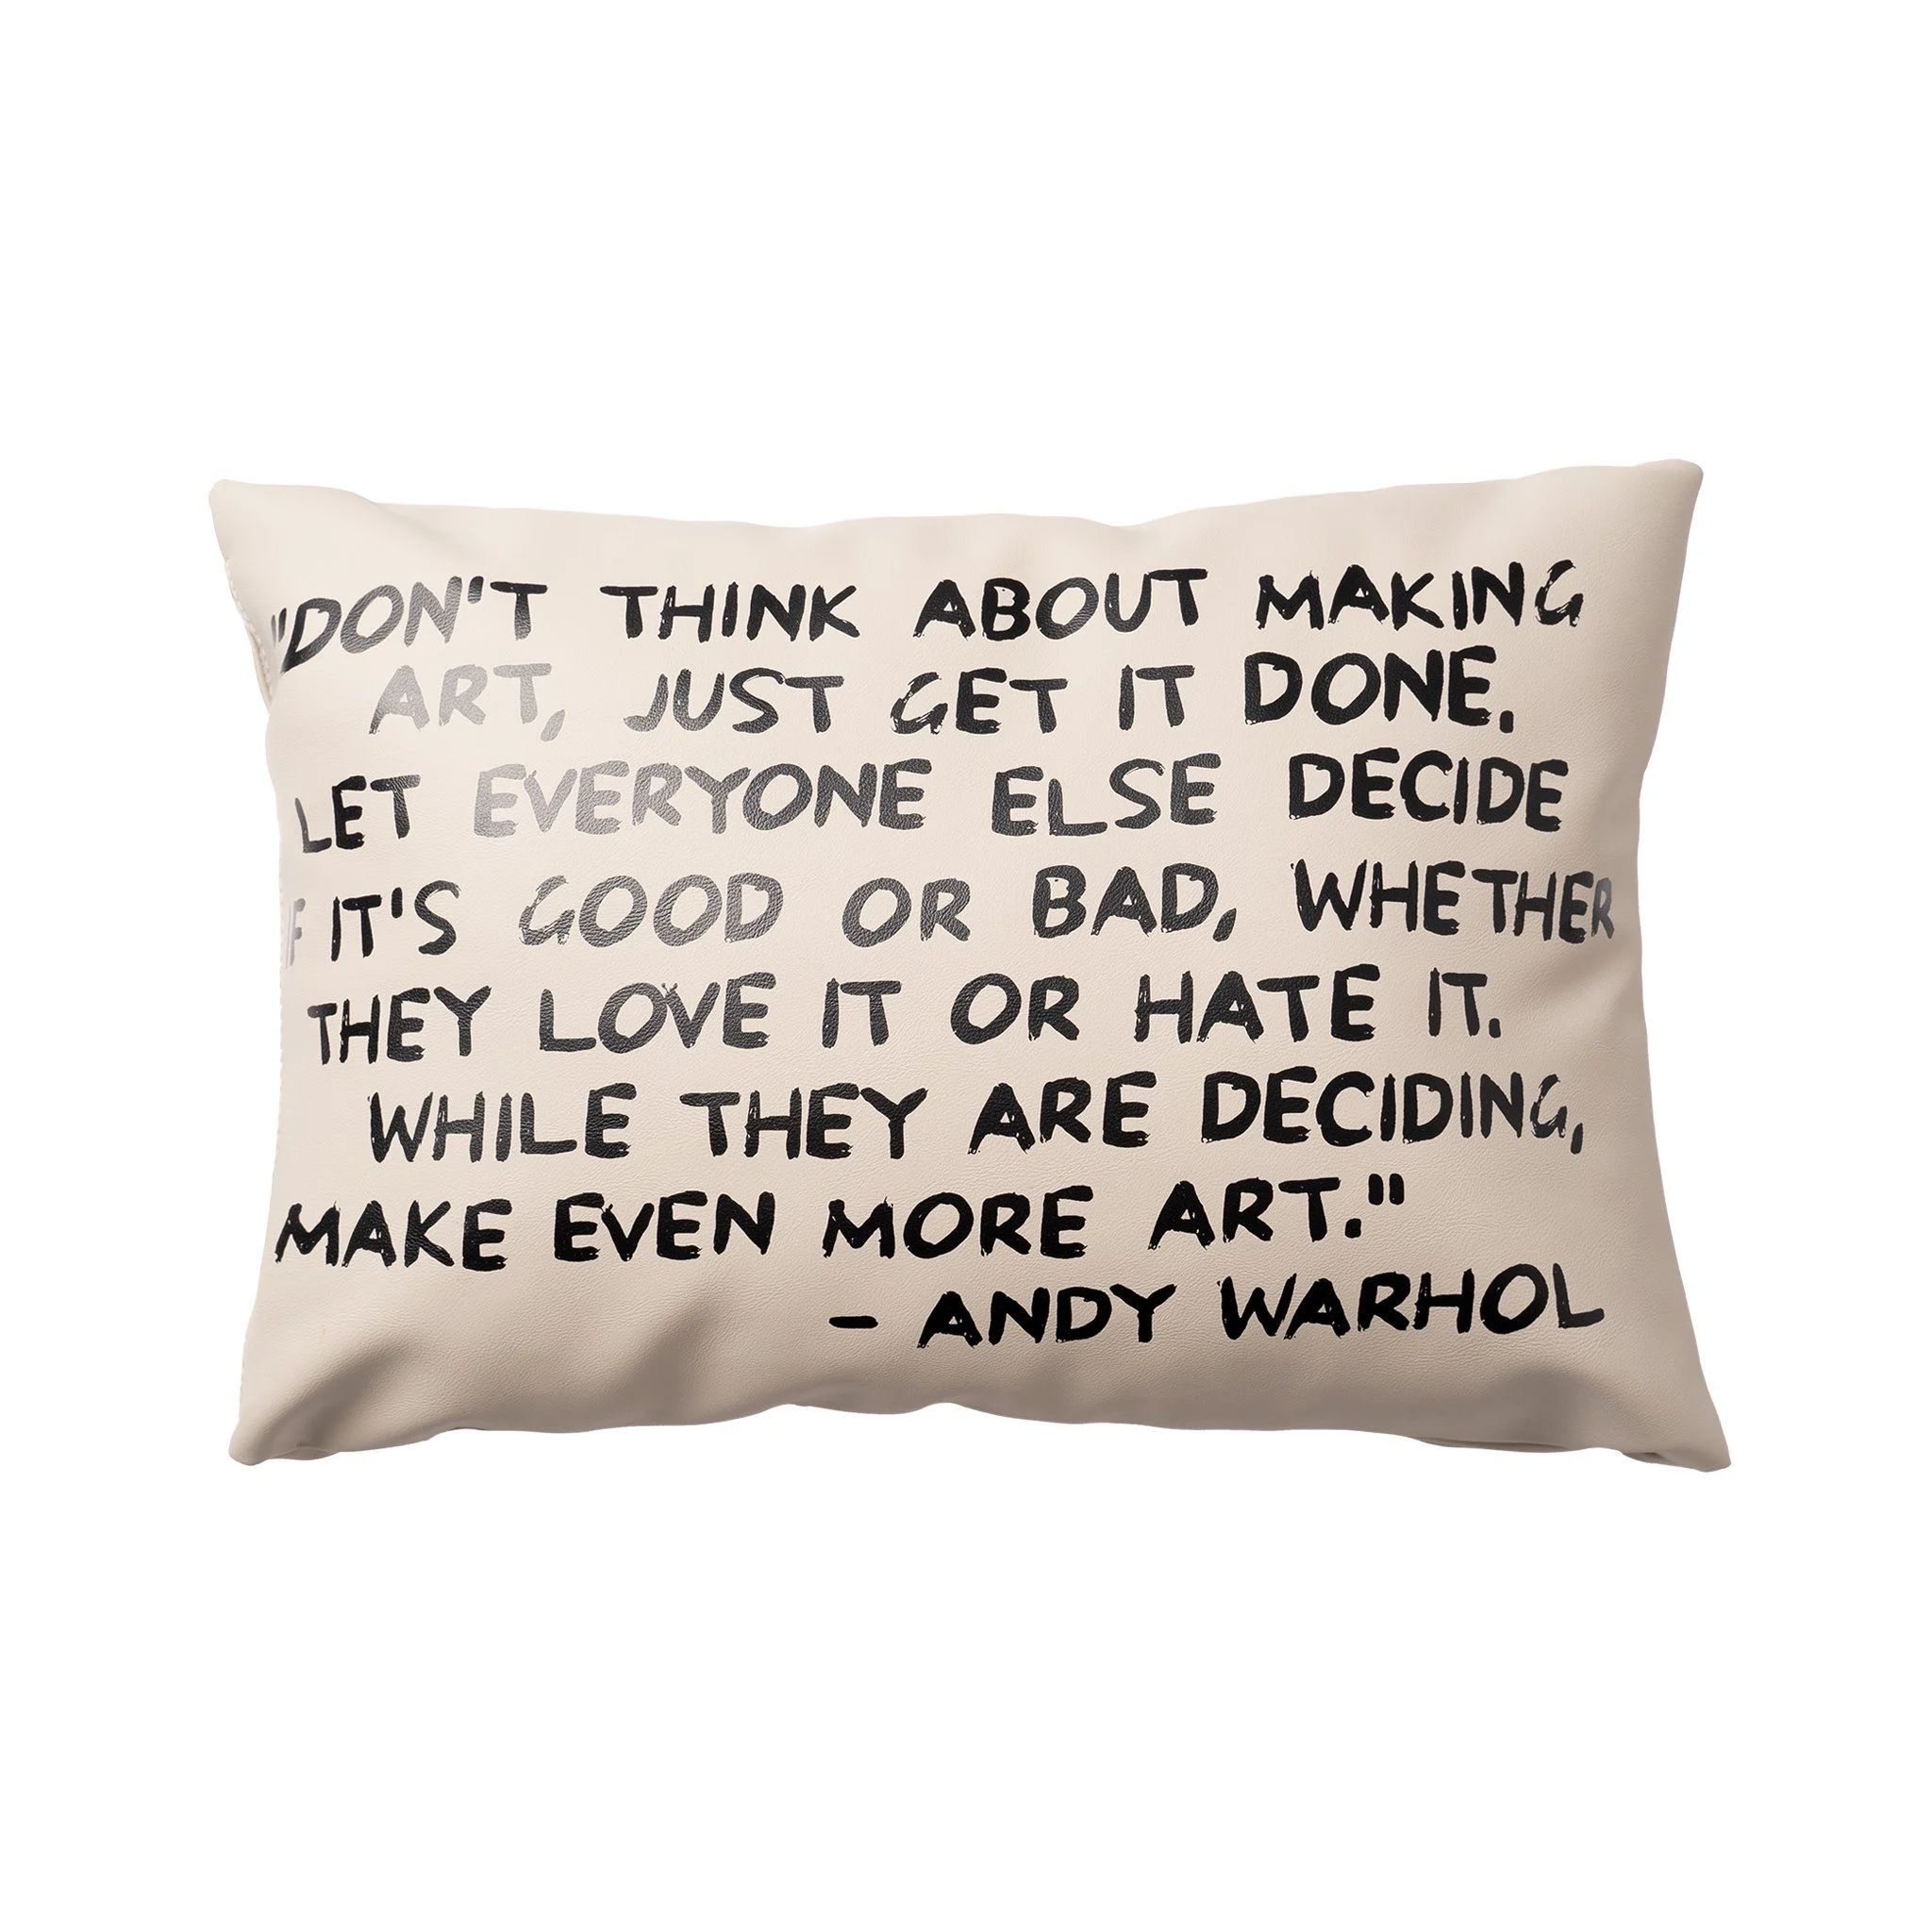 "DON'T THINK ABOUT MAKING
ART, JUST GET IT DONE.
LET EVERYONE ELSE DECIDE
IF IT'S GOOD OR BAD, WHETHER
THEY LOVE IT OR HATE IT.
WHILE THEY ARE DECIDING,
MAKE EVEN MORE ART."
- ANDY WARHOL